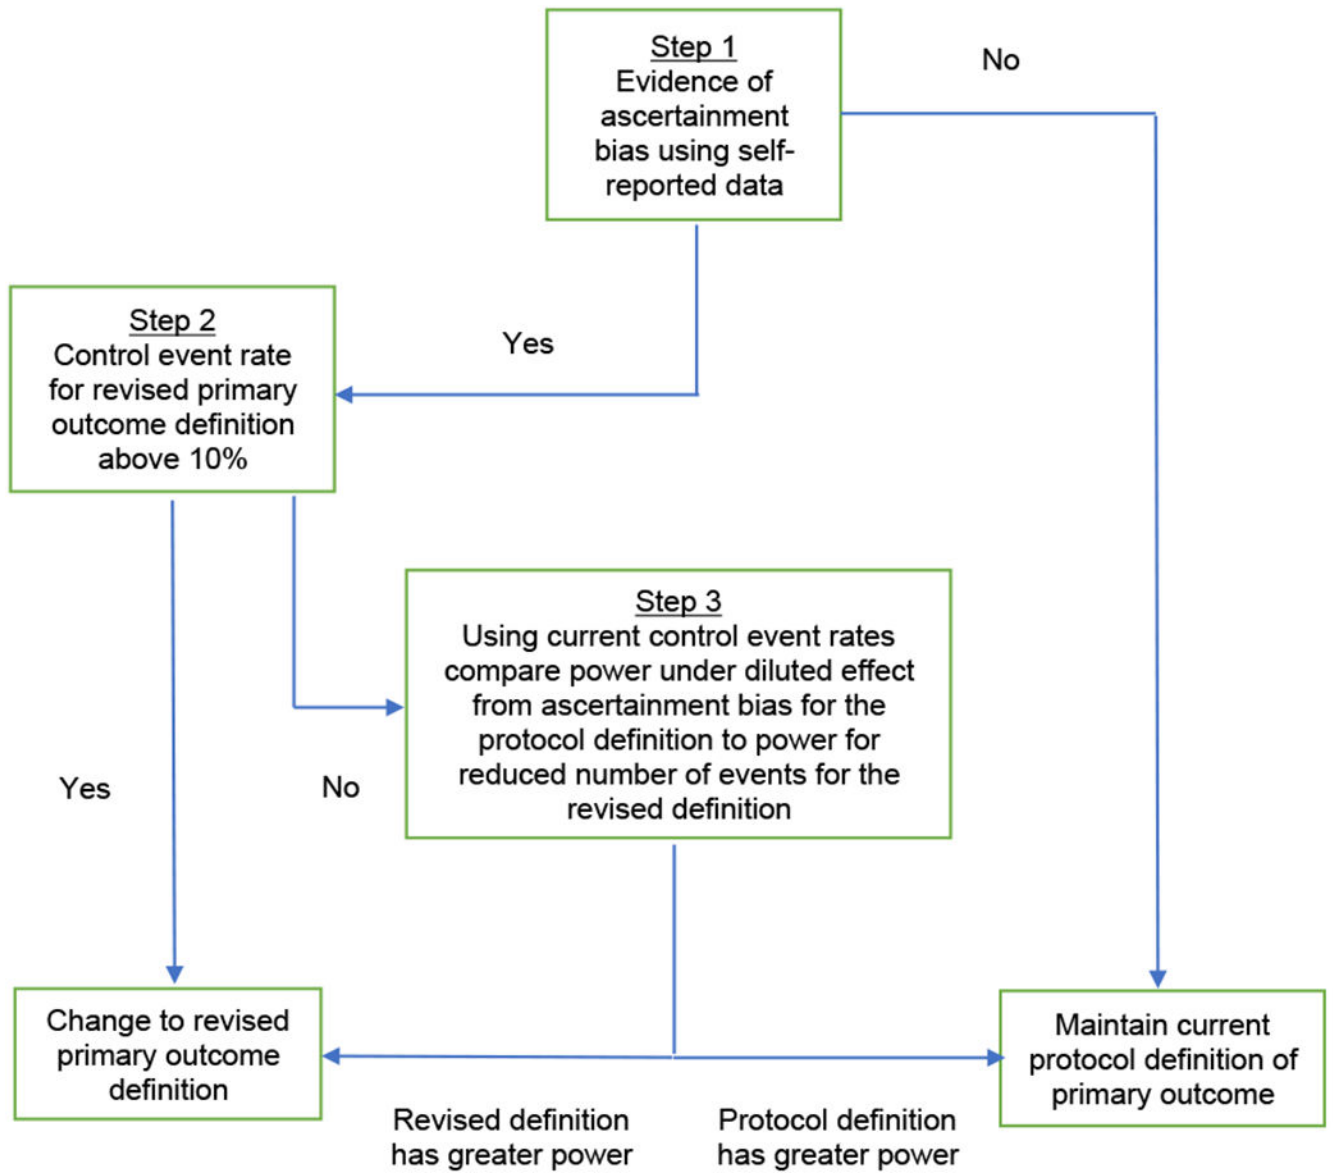 Step 1
Evidence of
ascertainment
bias using self-
reported data
No
Step 2
Control event rate
for revised primary
outcome definition
above 10%
Yes
Step 3
Using current control event rates
compare power under diluted effect
from ascertainment bias for the
protocol definition to power for
reduced number of events for the
revised definition
Yes
No
Change to revised
primary outcome
definition
Maintain current
protocol definition of
primary outcome
Revised definition
has greater power
Protocol definition
has greater power